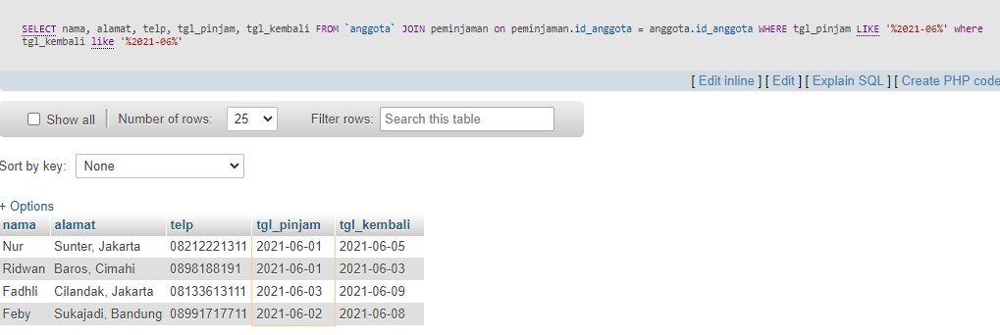 SELECT nama, alamat, telp, tgl_pinjam, tgl_kembali FROM `anggota` JOIN peminjaman on peminjaman.id_anggota = anggota.id_anggota WHERE tgl_pinjam LIKE '%2021-06%' where
tgl_kembali like '%2021-06%'
[ Edit inline ] [ Edit ] [ Explain SQL ] [ Create PHP code
Show all Number of rows: 25 Filter rows: Search this table
Sort by key: None
+ Options
nama alamat telp tgl_pinjam tgl_kembali
Nur Sunter, Jakarta 08212221311 2021-06-01 2021-06-05
Ridwan Baros, Cimahi 0898188191 2021-06-01 2021-06-03
Fadhli Cilandak, Jakarta 08133613111 2021-06-03 2021-06-09
Feby Sukajadi, Bandung 08991717711 2021-06-02 2021-06-08